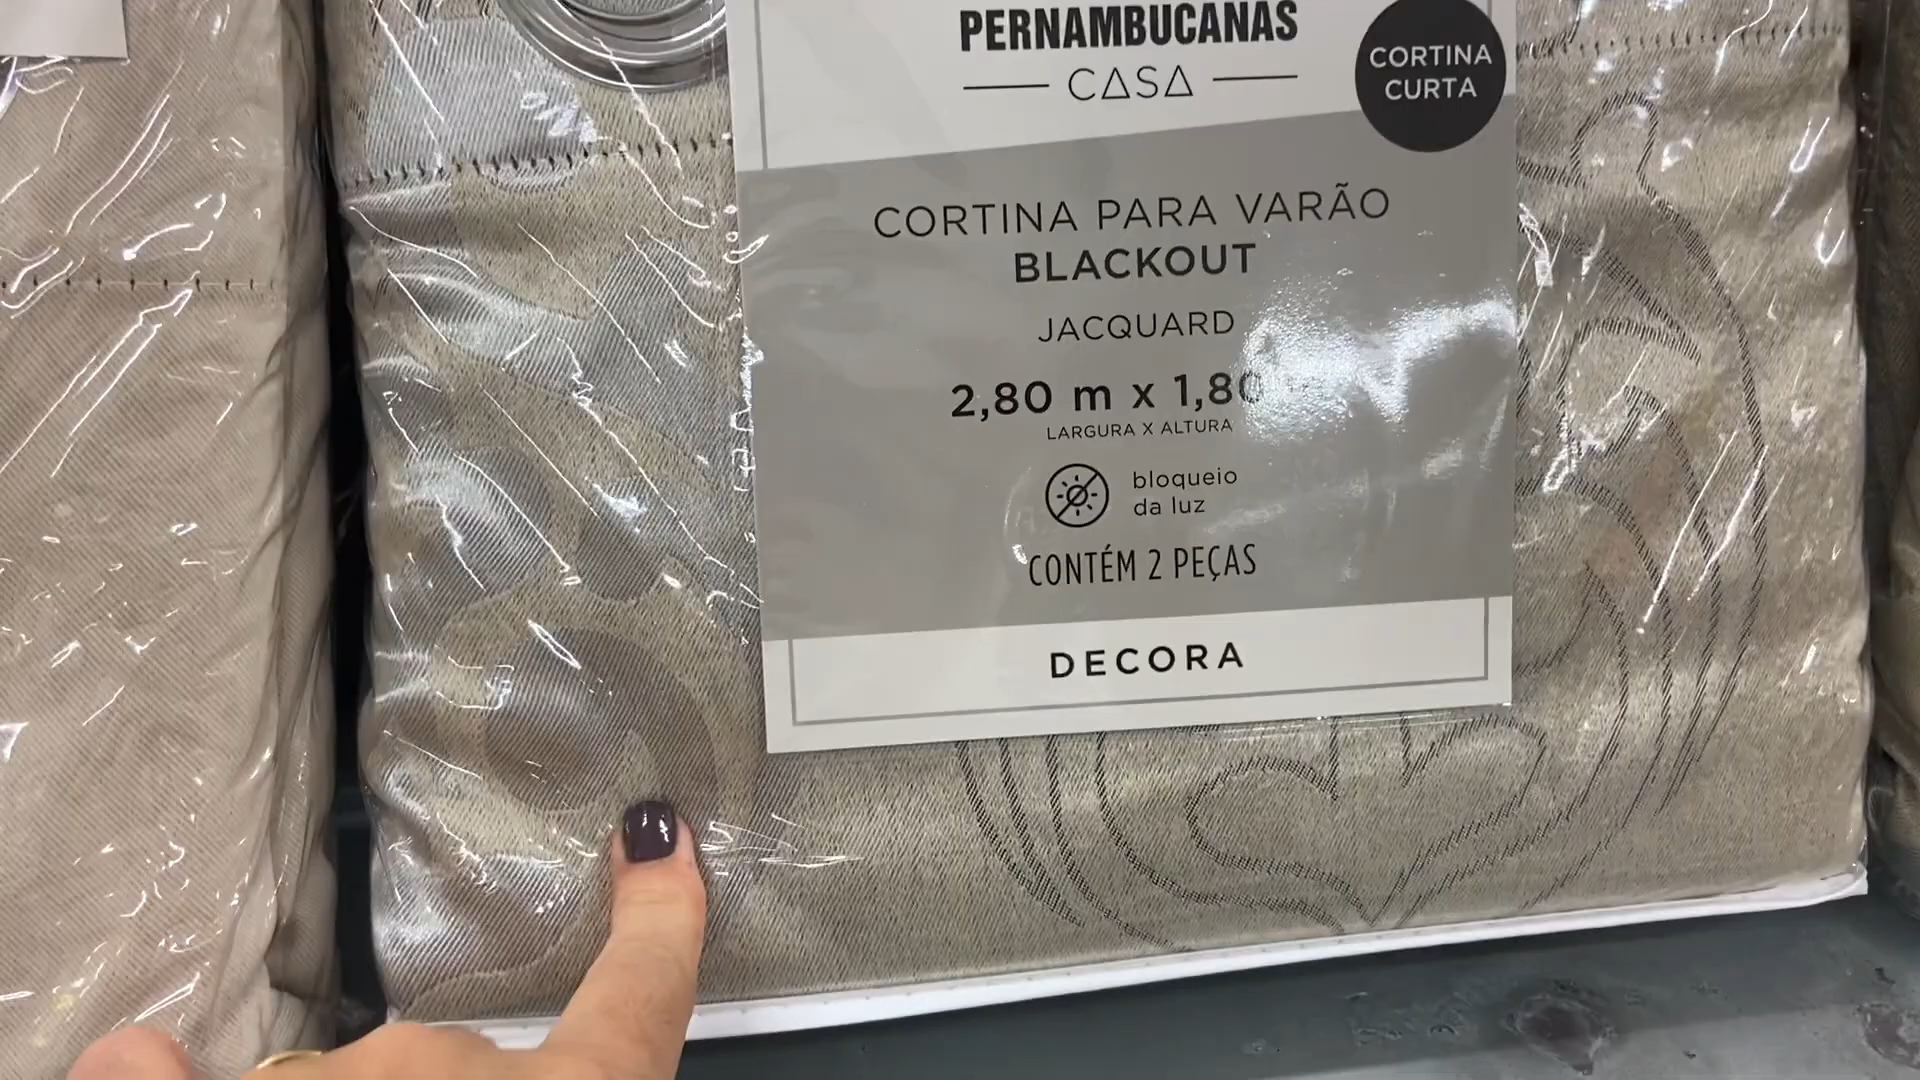 PERNAMBUCANAS
CASA
CORTINA
CURTA
CORTINA PARA VARÃO
BLACKOUT
JACQUARD
2,80 m x 1,80
LARGURA X ALTURA
bloqueio
da luz
CONTÉM 2 PEÇAS
DECORA